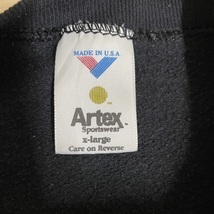 MADE IN U.S.A.
Artex
Sportswear
x-large
Care on Reverse